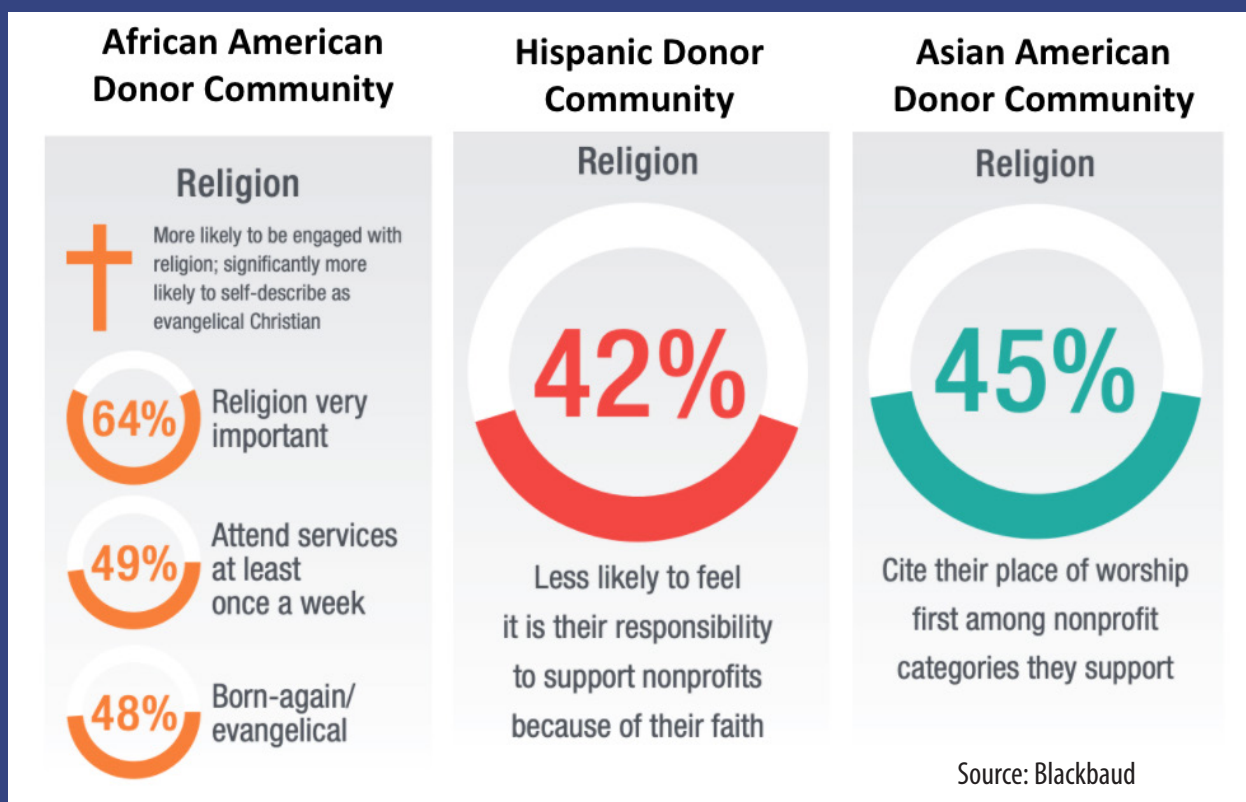 African American
Donor Community
Religion
More likely to be engaged with
religion; significantly more
likely to self-describe as
evangelical Christian
64%
Religion very
important
49%
Attend services
at least
once a week
48%
Born-again/
evangelical
Hispanic Donor
Community
Religion
42%
Less likely to feel
it is their responsibility
to support nonprofits
because of their faith
Asian American
Donor Community
Religion
45%
Cite their place of worship
first among nonprofit
categories they support
Source: Blackbaud